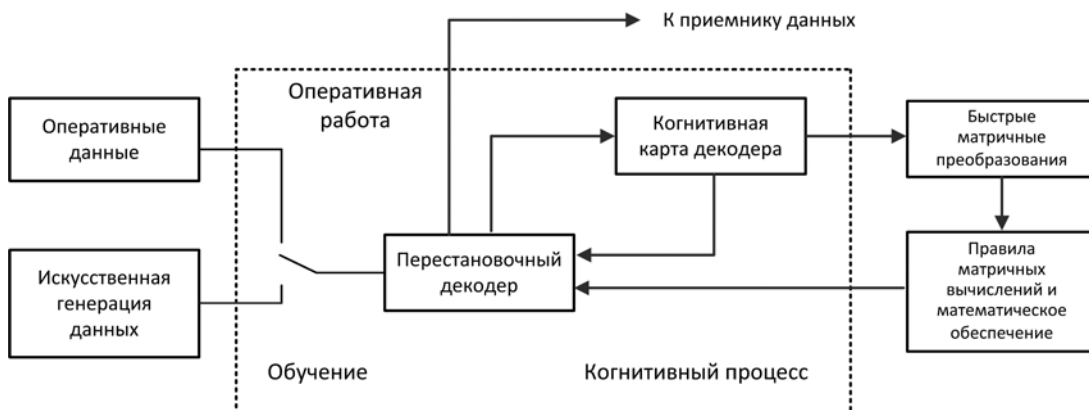 К приемнику данных
Оперативная
работа
Оперативные
данные
Когнитивная
карта декодера
Быстрые
матричные
преобразования
Искусственная
генерация
данных
Перестановочный
декодер
Правила
матричных
вычислений и
математическое
обеспечение
Обучение
Когнитивный процесс